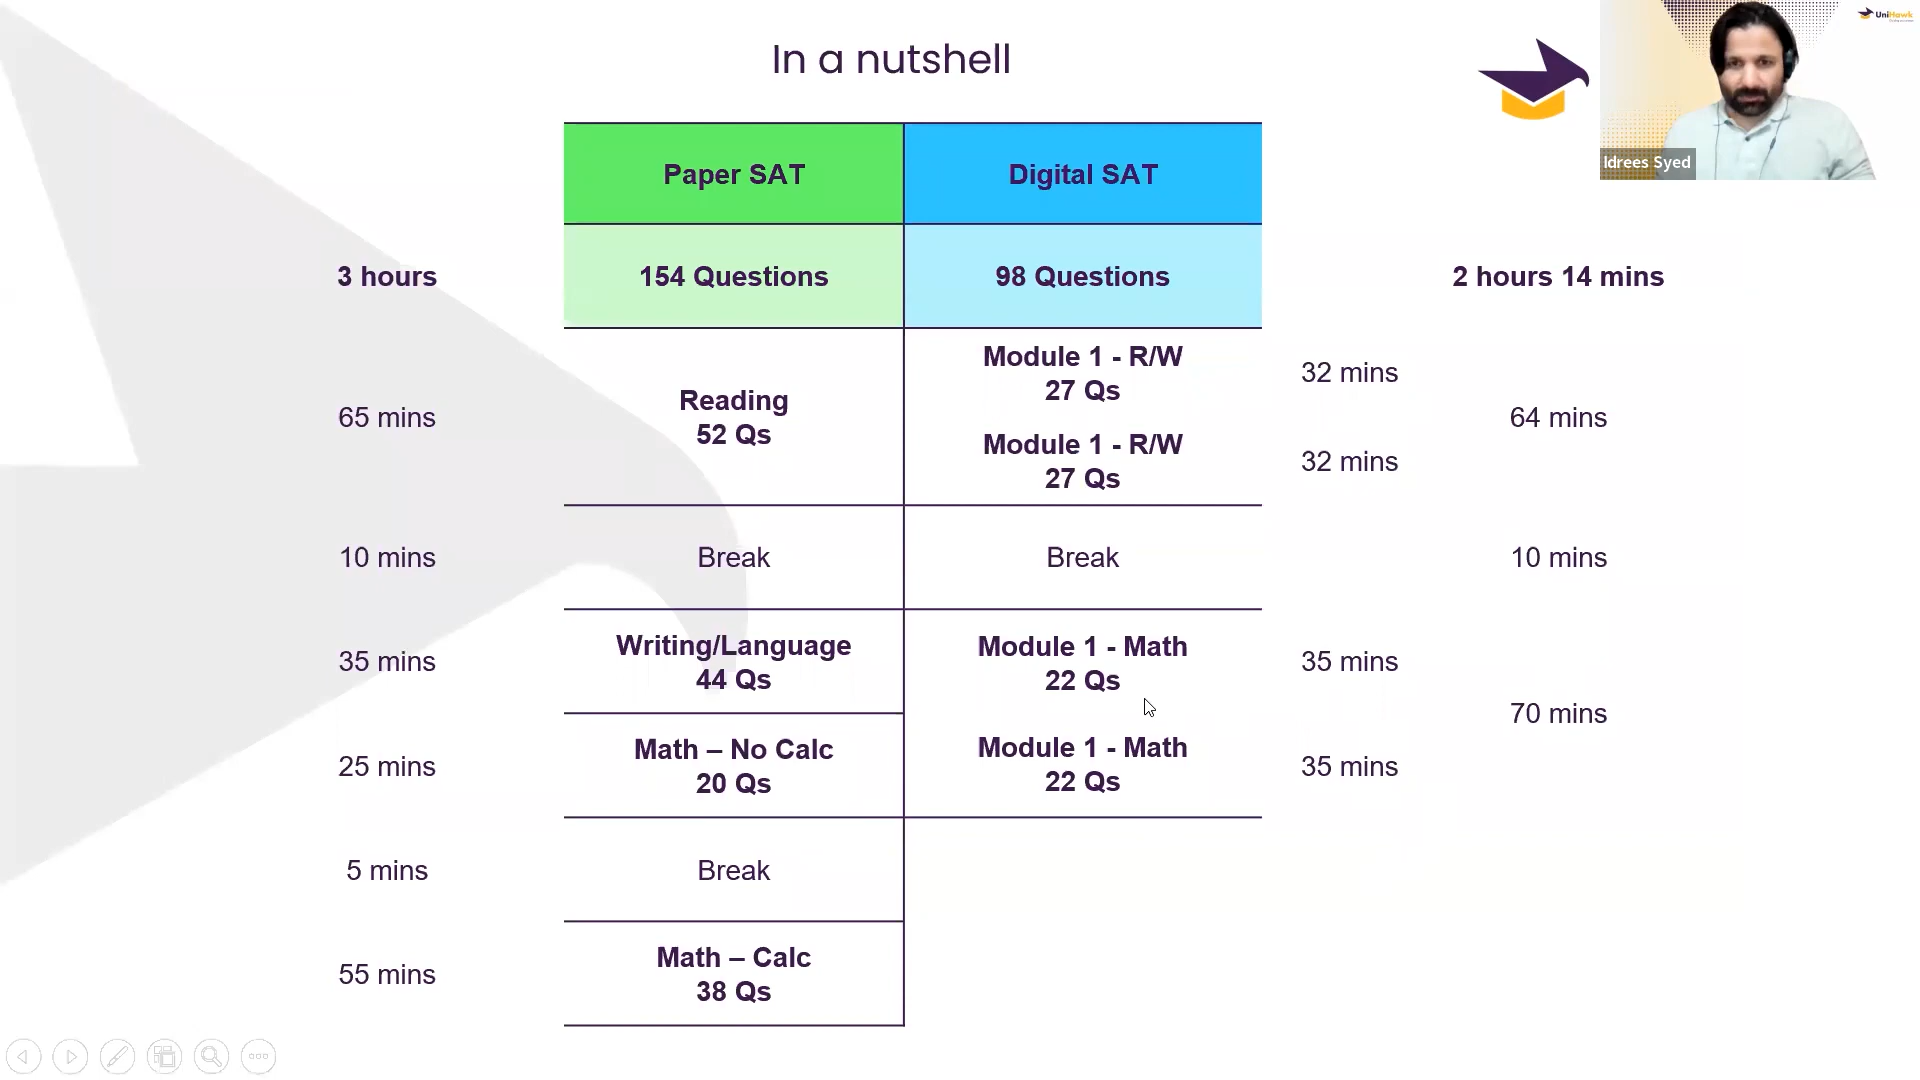 In a nutshell
UniHawk
Idrees Syed
Paper SAT
Digital SAT
3 hours
154 Questions
98 Questions
2 hours 14 mins
65 mins
Reading
52 Qs
Module 1 - R/W
27 Qs
Module 1 - R/W
27 Qs
32 mins
32 mins
64 mins
10 mins
Break
Break
10 mins
35 mins
Writing/Language
44 Qs
Module 1 - Math
22 Qs
35 mins
70 mins
25 mins
Math – No Calc
20 Qs
Module 1 - Math
22 Qs
35 mins
5 mins
Break
55 mins
Math – Calc
38 Qs